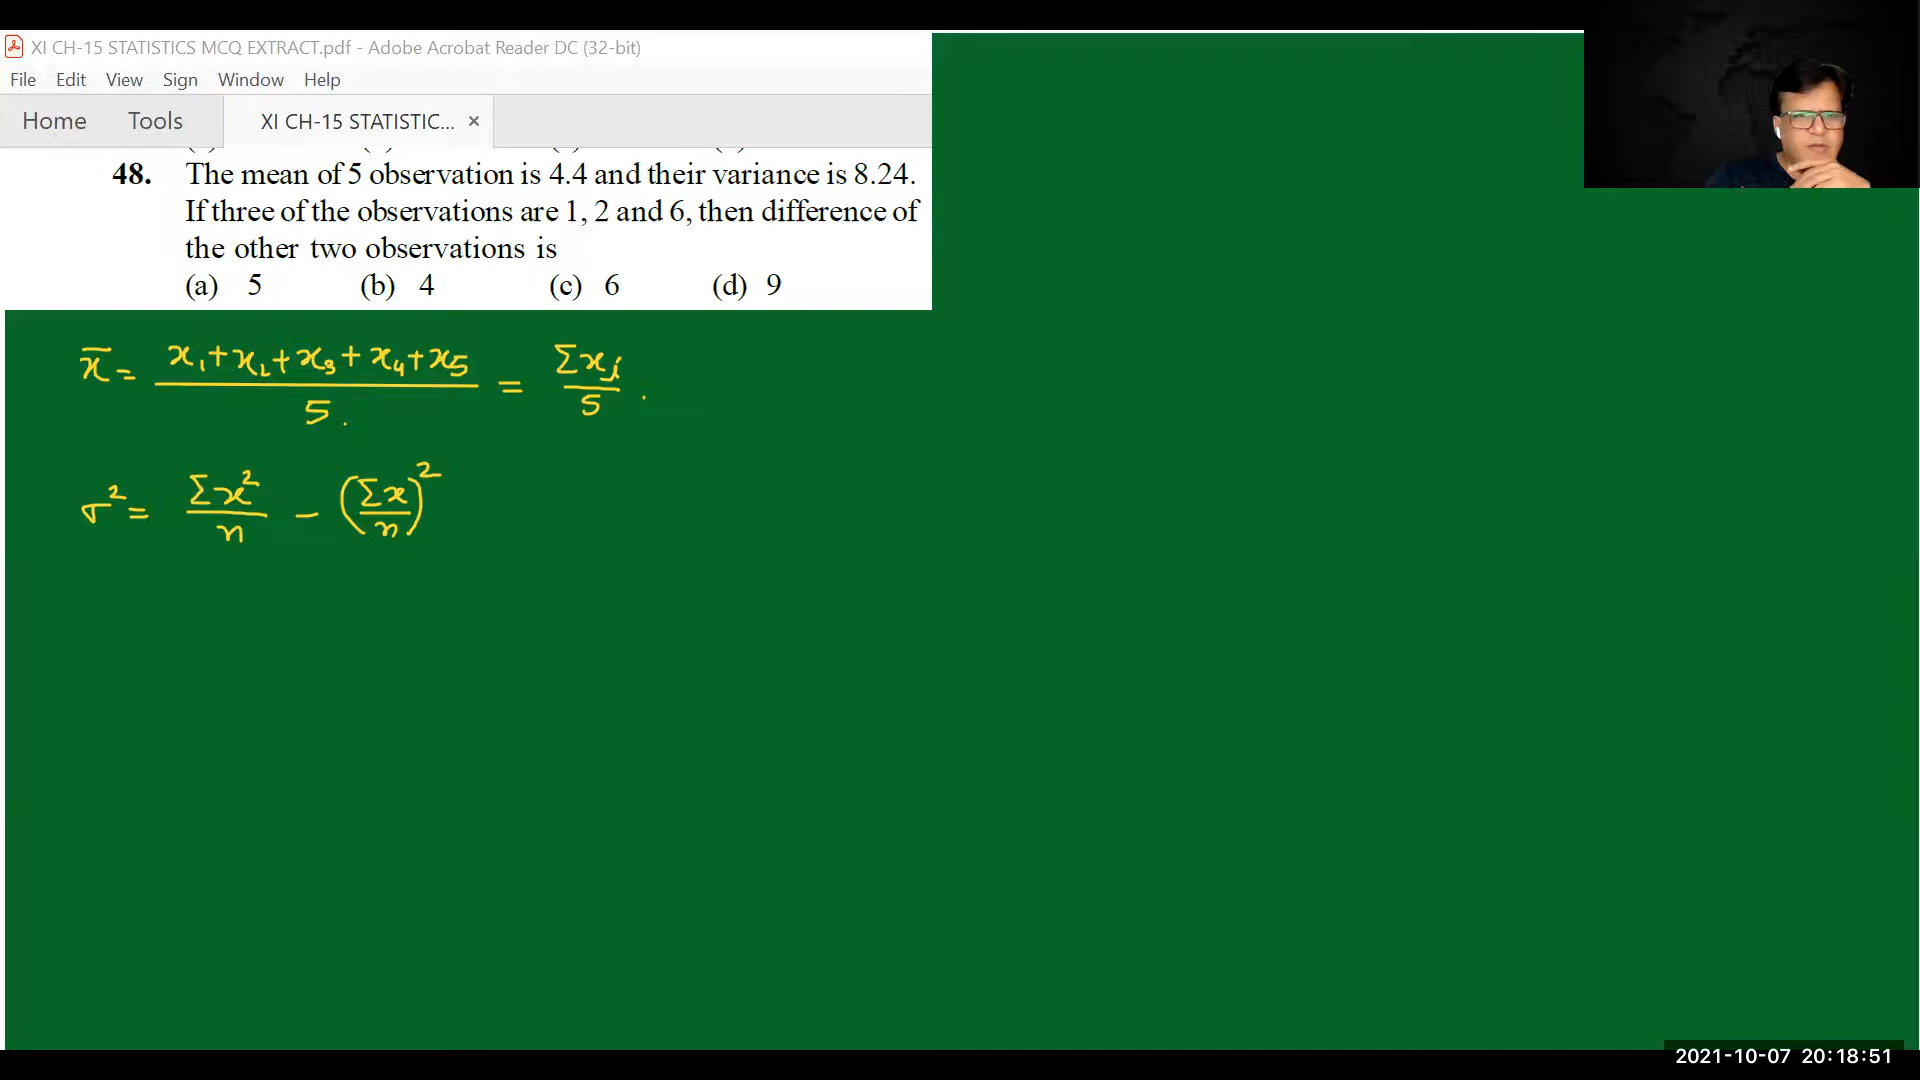 XI CH-15 STATISTICS MCQ EXTRACT.pdf - Adobe Acrobat Reader DC (32-bit)
File Edit View Sign Window Help
Home Tools XI CH-15 STATISTIC... ×
48. The mean of 5 observation is 4.4 and their variance is 8.24.
If three of the observations are 1, 2 and 6, then difference of
the other two observations is
(a) 5 (b) 4 (c) 6 (d) 9
x̄ = (x₁+x₂+x₃+x₄+x₅)/5 = Σxᵢ/5
σ² = Σx²/n − (Σx/n)²
2021-10-07 20:18:51